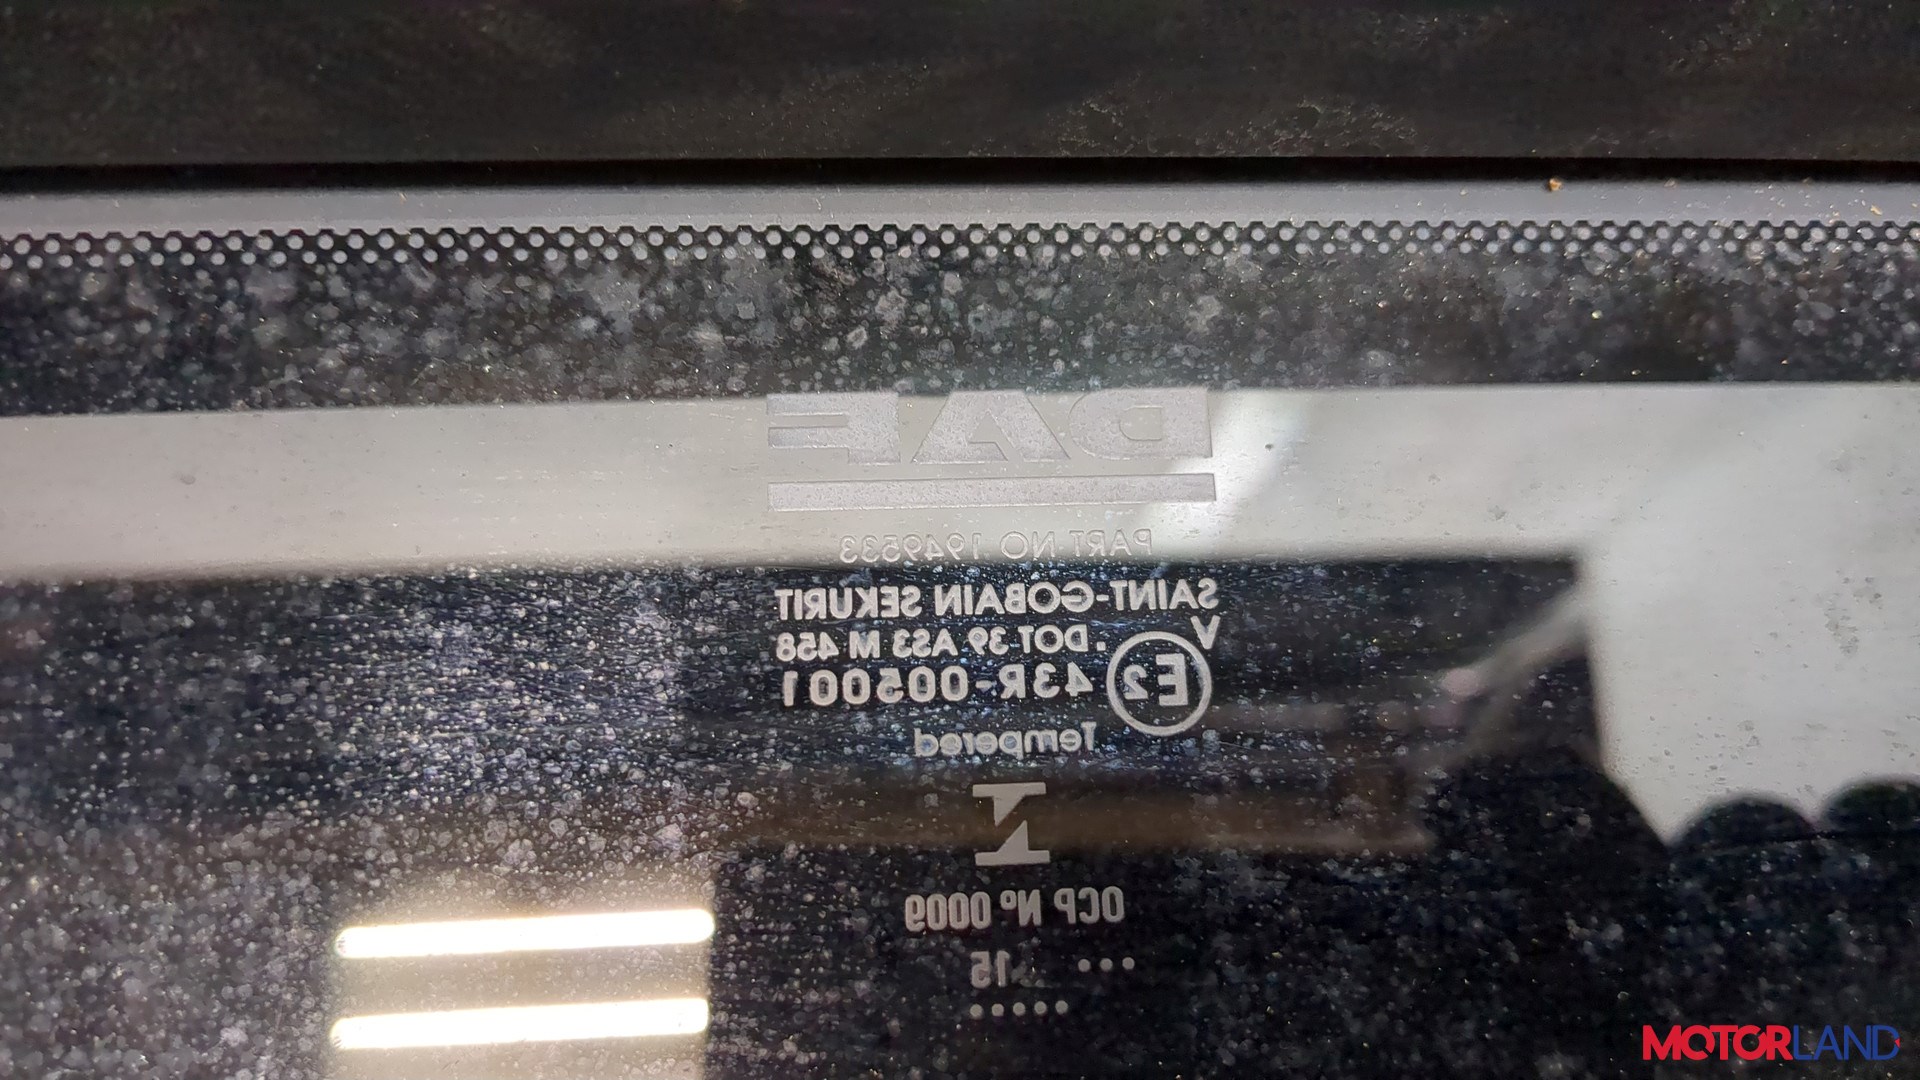 DAF
PART NO 1949533
SAINT-GOBAIN SEKURIT
V
. DOT-39 AS3 M 458
E2 43R-005001
Tempered
OCP Nº 0009
... .15
.....
MOTORLAND